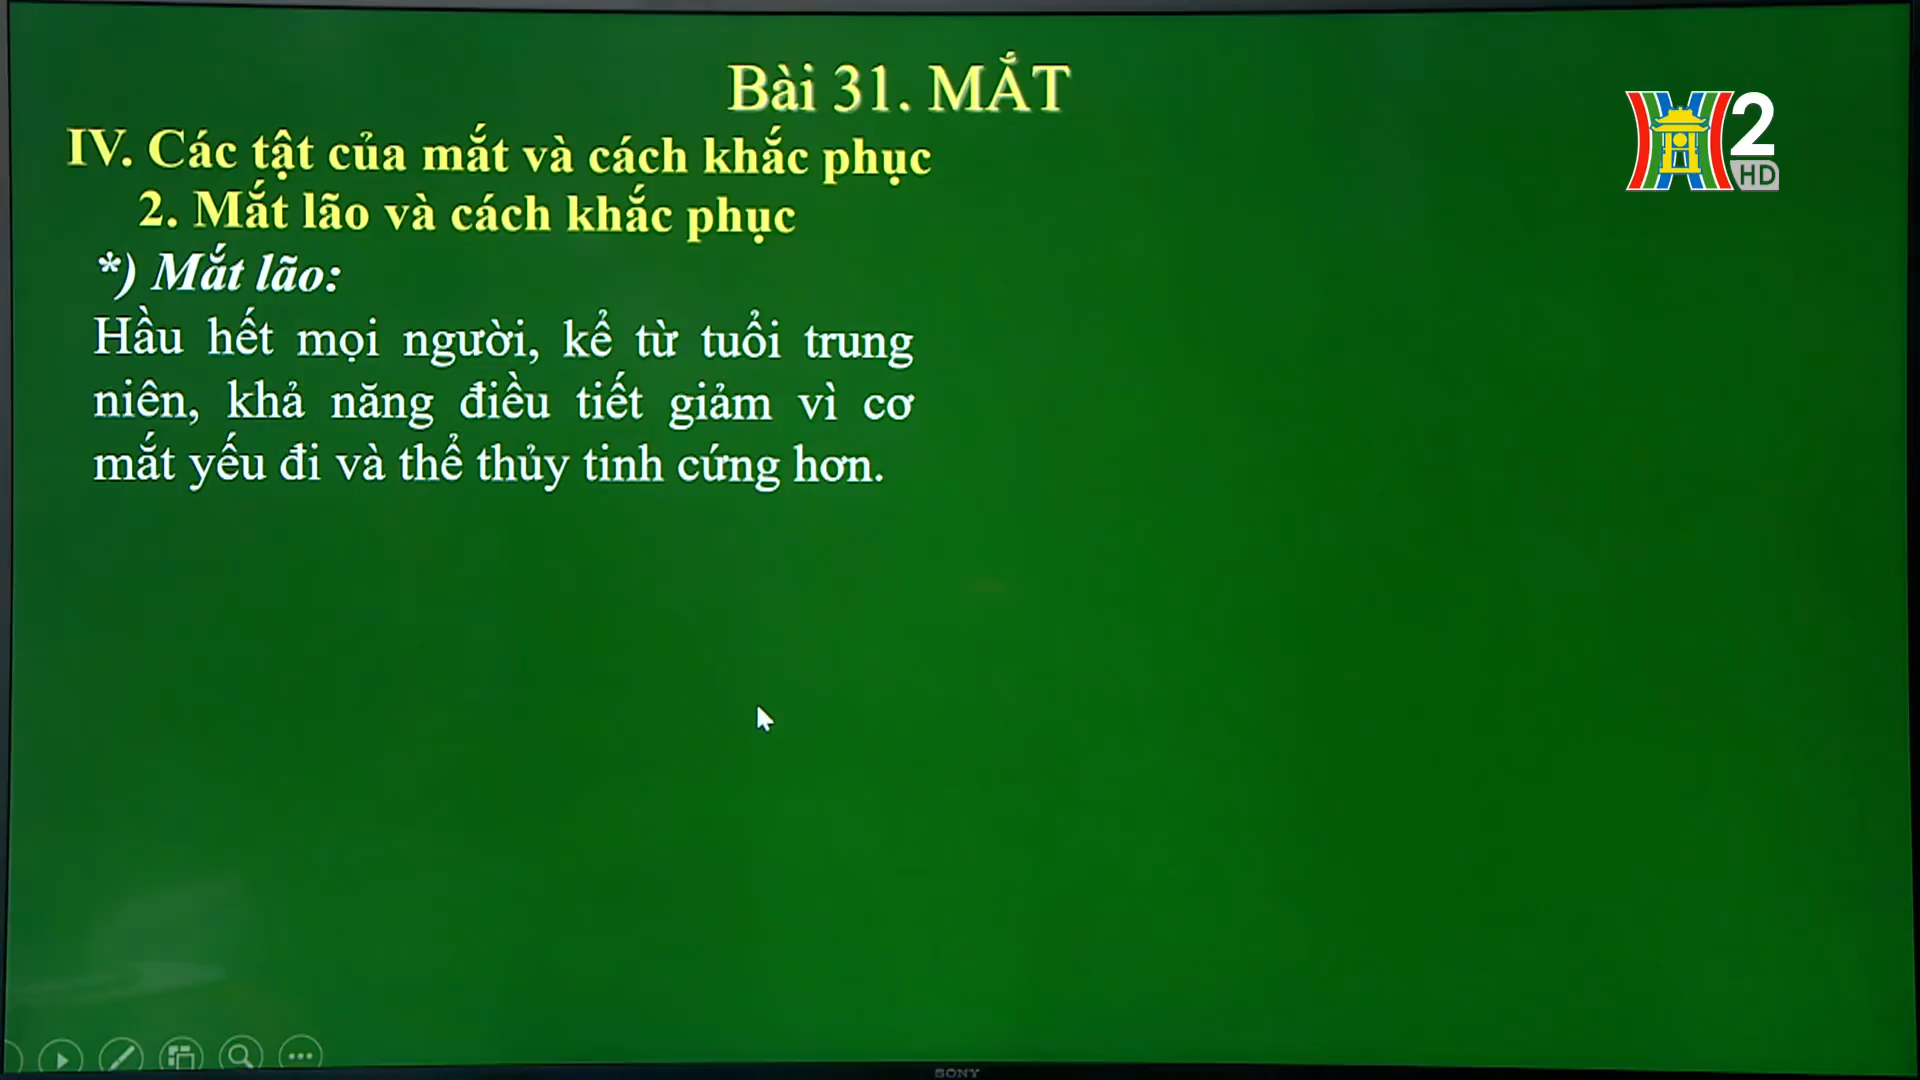 Bài 31. MẮT
2
HD
IV. Các tật của mắt và cách khắc phục
2. Mắt lão và cách khắc phục
*) Mắt lão:
Hầu hết mọi người, kể từ tuổi trung
niên, khả năng điều tiết giảm vì cơ
mắt yếu đi và thể thủy tinh cứng hơn.
SONY